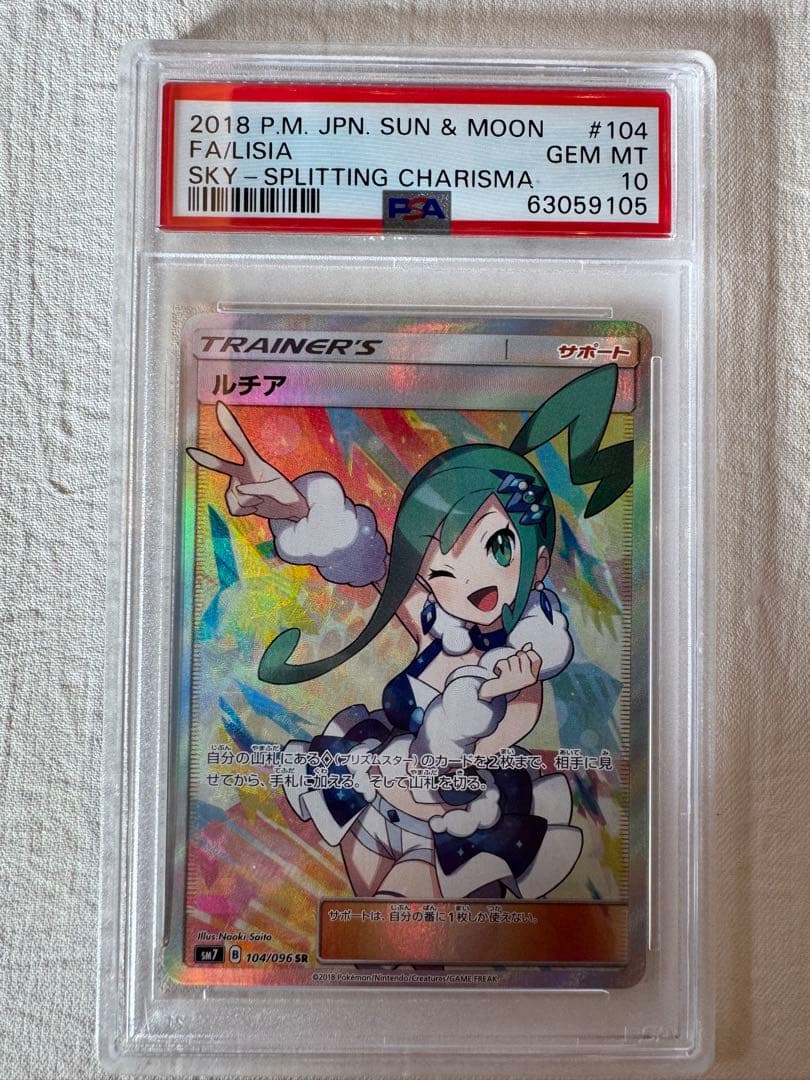 2018 P.M. JPN. SUN & MOON #104
FA/LISIA GEM MT
SKY-SPLITTING CHARISMA 10
PSA 63059105
TRAINER'S サポート
ルチア
自分の山札にある◇(プリズムスター)のカードを2枚まで、相手に見
せてから、手札に加える。そして山札を切る。
サポートは、自分の番に1枚しか使えない。
Illus.Naoki Saito
SM7 B 104/096 SR
©2018 Pokémon/Nintendo/Creatures/GAME FREAK.